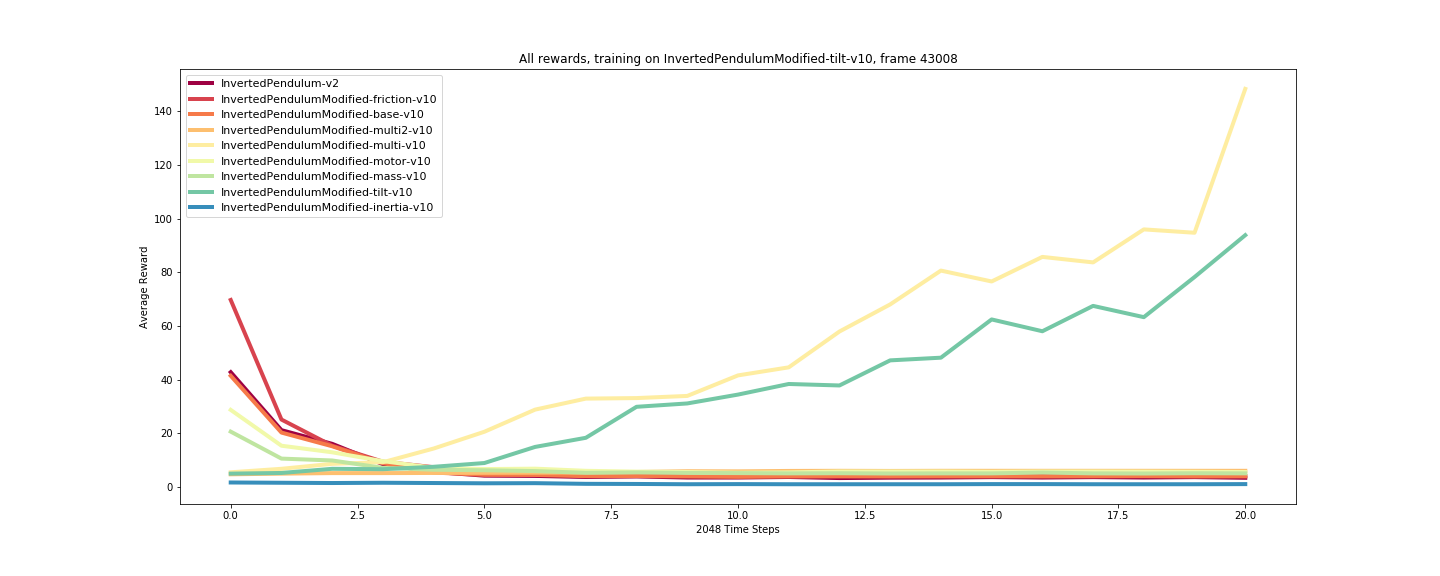 All rewards, training on InvertedPendulumModified-tilt-v10, frame 43008
InvertedPendulum-v2
InvertedPendulumModified-friction-v10
InvertedPendulumModified-base-v10
InvertedPendulumModified-multi2-v10
InvertedPendulumModified-multi-v10
InvertedPendulumModified-motor-v10
InvertedPendulumModified-mass-v10
InvertedPendulumModified-tilt-v10
InvertedPendulumModified-inertia-v10
Average Reward
140
120
100
80
60
40
20
0
0.0 2.5 5.0 7.5 10.0 12.5 15.0 17.5 20.0
2048 Time Steps